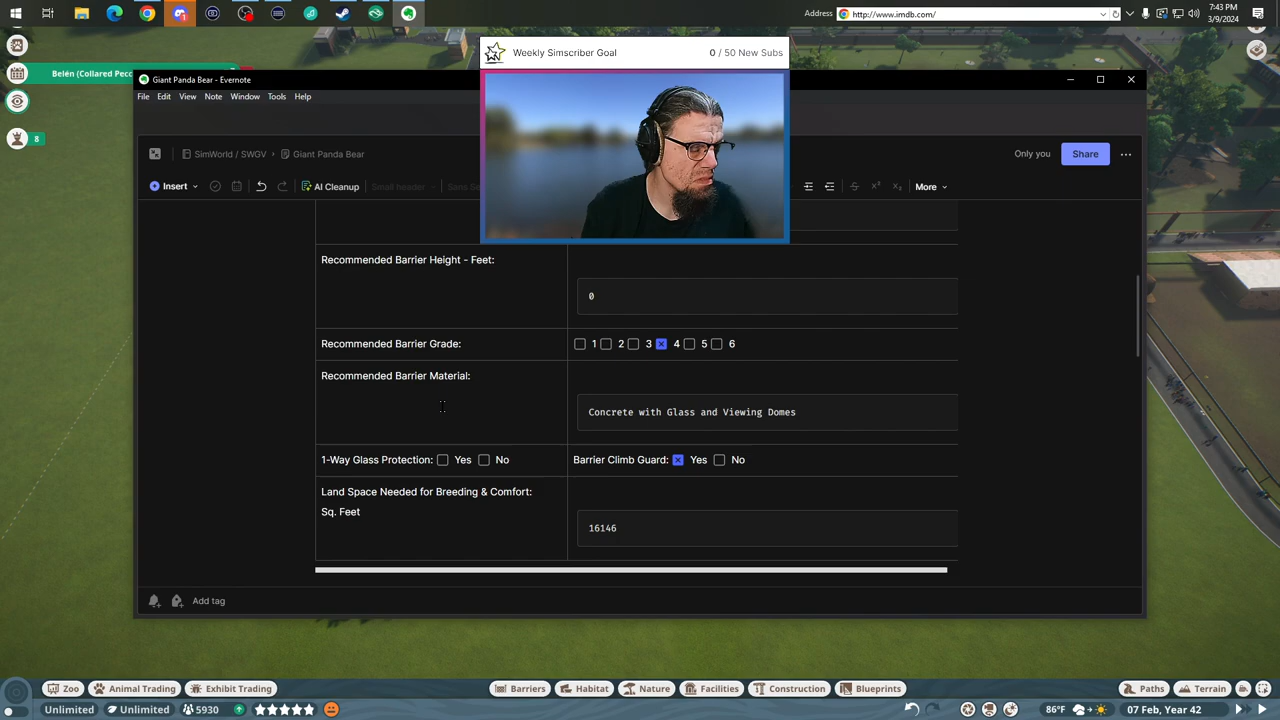 Address http://www.imdb.com/ 7:43 PM
3/9/2024
Weekly Simscriber Goal 0 / 50 New Subs
Belén (Collared Pecc
Giant Panda Bear - Evernote
File Edit View Note Window Tools Help
8
SimWorld / SWGV > Giant Panda Bear Only you Share
Insert AI Cleanup Small header Sans Se More
Recommended Barrier Height - Feet:
0
Recommended Barrier Grade: 1 2 3 4 5 6
Recommended Barrier Material:
Concrete with Glass and Viewing Domes
1-Way Glass Protection: Yes No Barrier Climb Guard: Yes No
Land Space Needed for Breeding & Comfort:
Sq. Feet
16146
Add tag
Zoo Animal Trading Exhibit Trading Barriers Habitat Nature Facilities Construction Blueprints Paths Terrain
Unlimited Unlimited 5930 86°F 07 Feb, Year 42